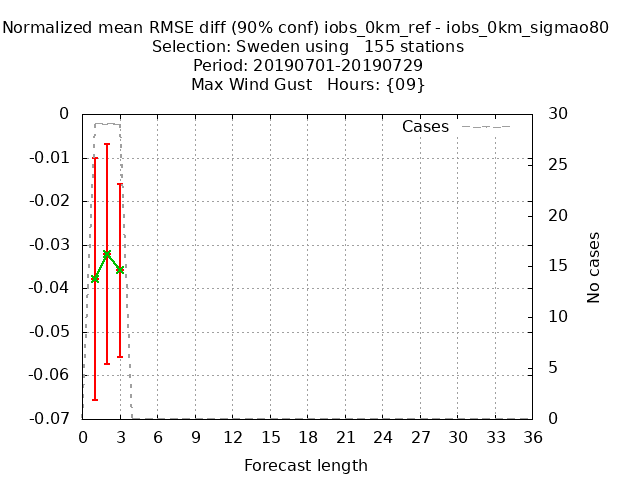 Normalized mean RMSE diff (90% conf) iobs_0km_ref - iobs_0km_sigmao80
Selection: Sweden using 155 stations
Period: 20190701-20190729
Max Wind Gust Hours: {09}
Cases
0
-0.01
-0.02
-0.03
-0.04
-0.05
-0.06
-0.07
30
25
20
15
10
5
0
No cases
0 3 6 9 12 15 18 21 24 27 30 33 36
Forecast length